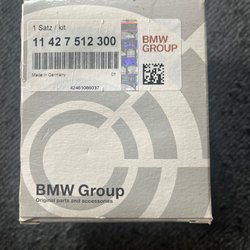 1 Satz / kit
11 42 7 512 300
BMW
GROUP
Made in Germany
01
42461086037
BMW Group
Original parts and accessories